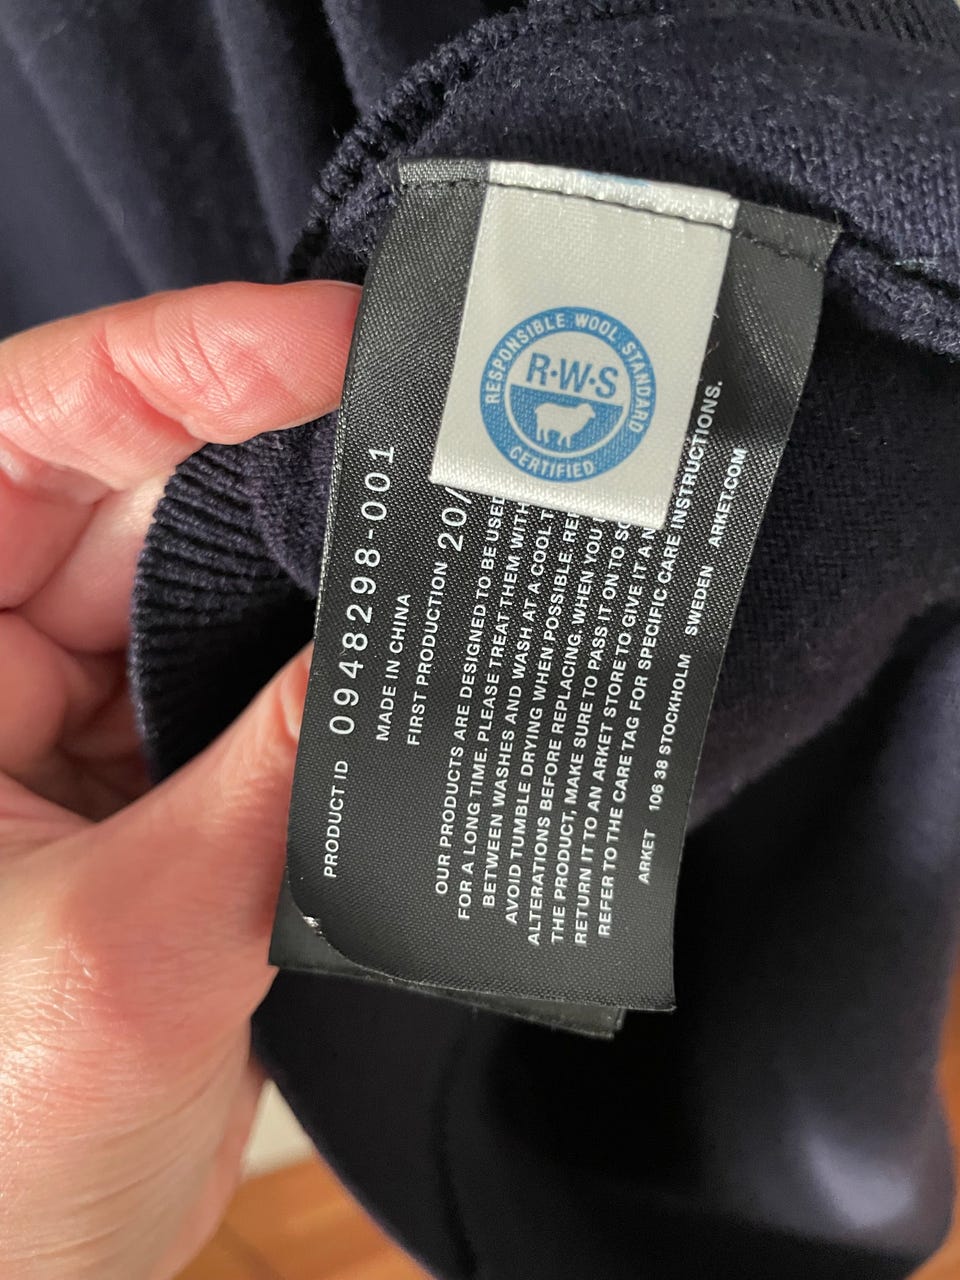 RESPONSIBLE WOOL STANDARD
R·W·S
CERTIFIED
PRODUCT ID 0948298-001
MADE IN CHINA
FIRST PRODUCTION 20/
OUR PRODUCTS ARE DESIGNED TO BE USED
FOR A LONG TIME. PLEASE TREAT THEM WITH
BETWEEN WASHES AND WASH AT A COOL
AVOID TUMBLE DRYING WHEN POSSIBLE.
ALTERATIONS BEFORE REPLACING. WHEN YOU
THE PRODUCT, MAKE SURE TO PASS IT ON TO
RETURN IT TO AN ARKET STORE TO GIVE IT A
REFER TO THE CARE TAG FOR SPECIFIC CARE INSTRUCTIONS.
ARKET 106 38 STOCKHOLM SWEDEN ARKET.COM